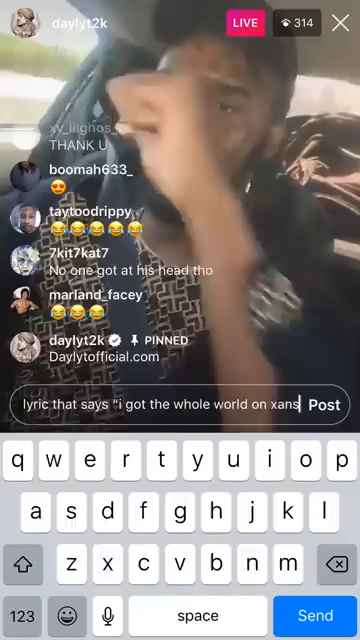 daylyt2k LIVE 314
xy_liighos_
THANK U
boomah633_
😍
taytoodrippy
😂😂😂😂😂
7kit7kat7
No one got at his head tho
marland_facey
😂😂😂
daylyt2k PINNED
Daylytofficial.com
lyric that says “i got the whole world on xans Post
q w e r t y u i o p
a s d f g h j k l
z x c v b n m
123 space Send